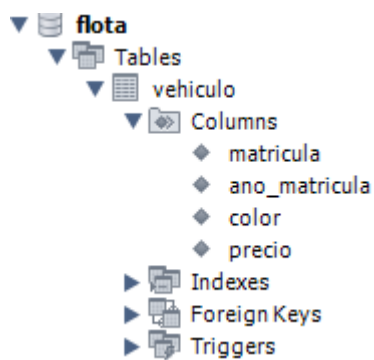 flota
Tables
vehiculo
Columns
matricula
ano_matricula
color
precio
Indexes
Foreign Keys
Triggers